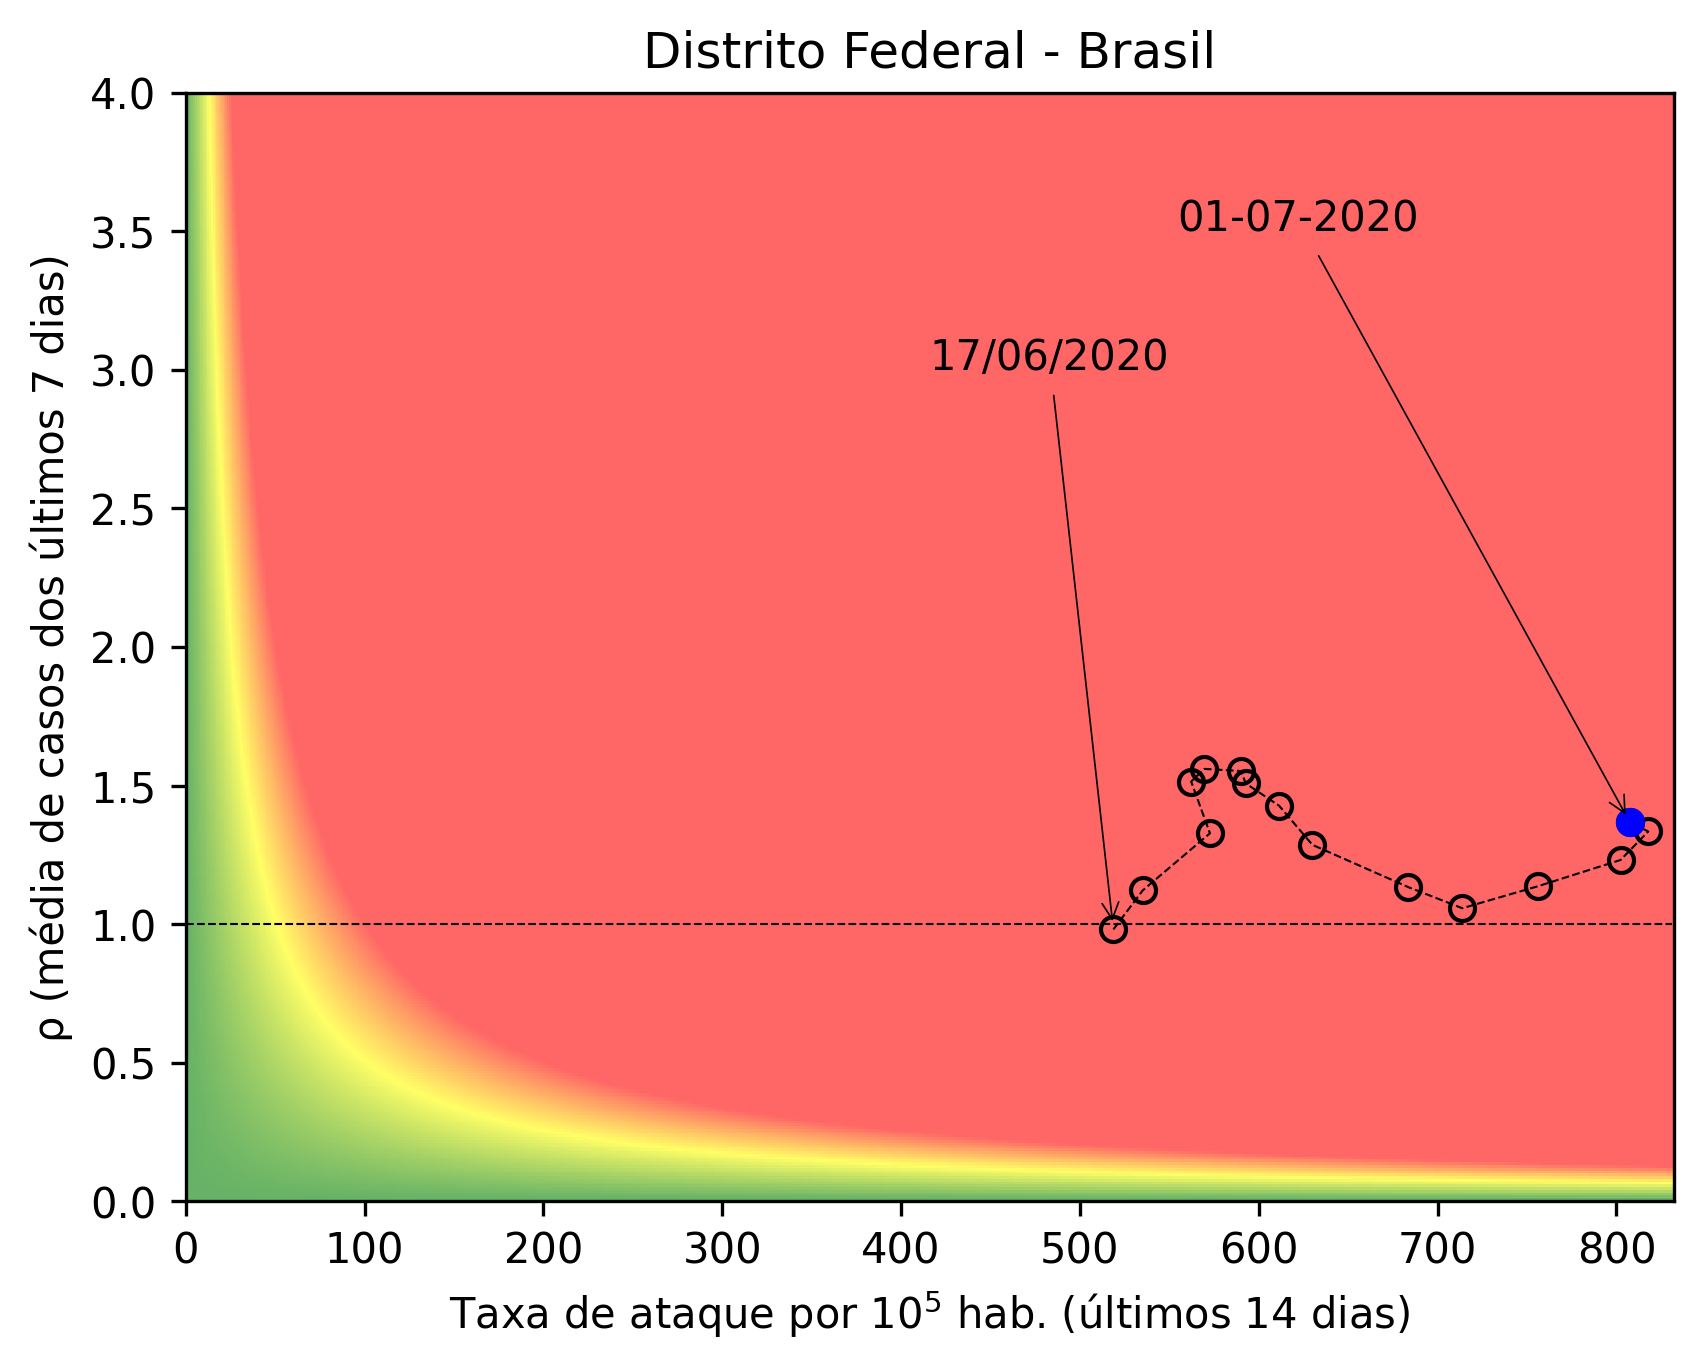 Distrito Federal - Brasil
4.0
3.5
3.0
2.5
2.0
1.5
1.0
0.5
0.0
ρ (média de casos dos últimos 7 dias)
01-07-2020
17/06/2020
0 100 200 300 400 500 600 700 800
Taxa de ataque por 10⁵ hab. (últimos 14 dias)